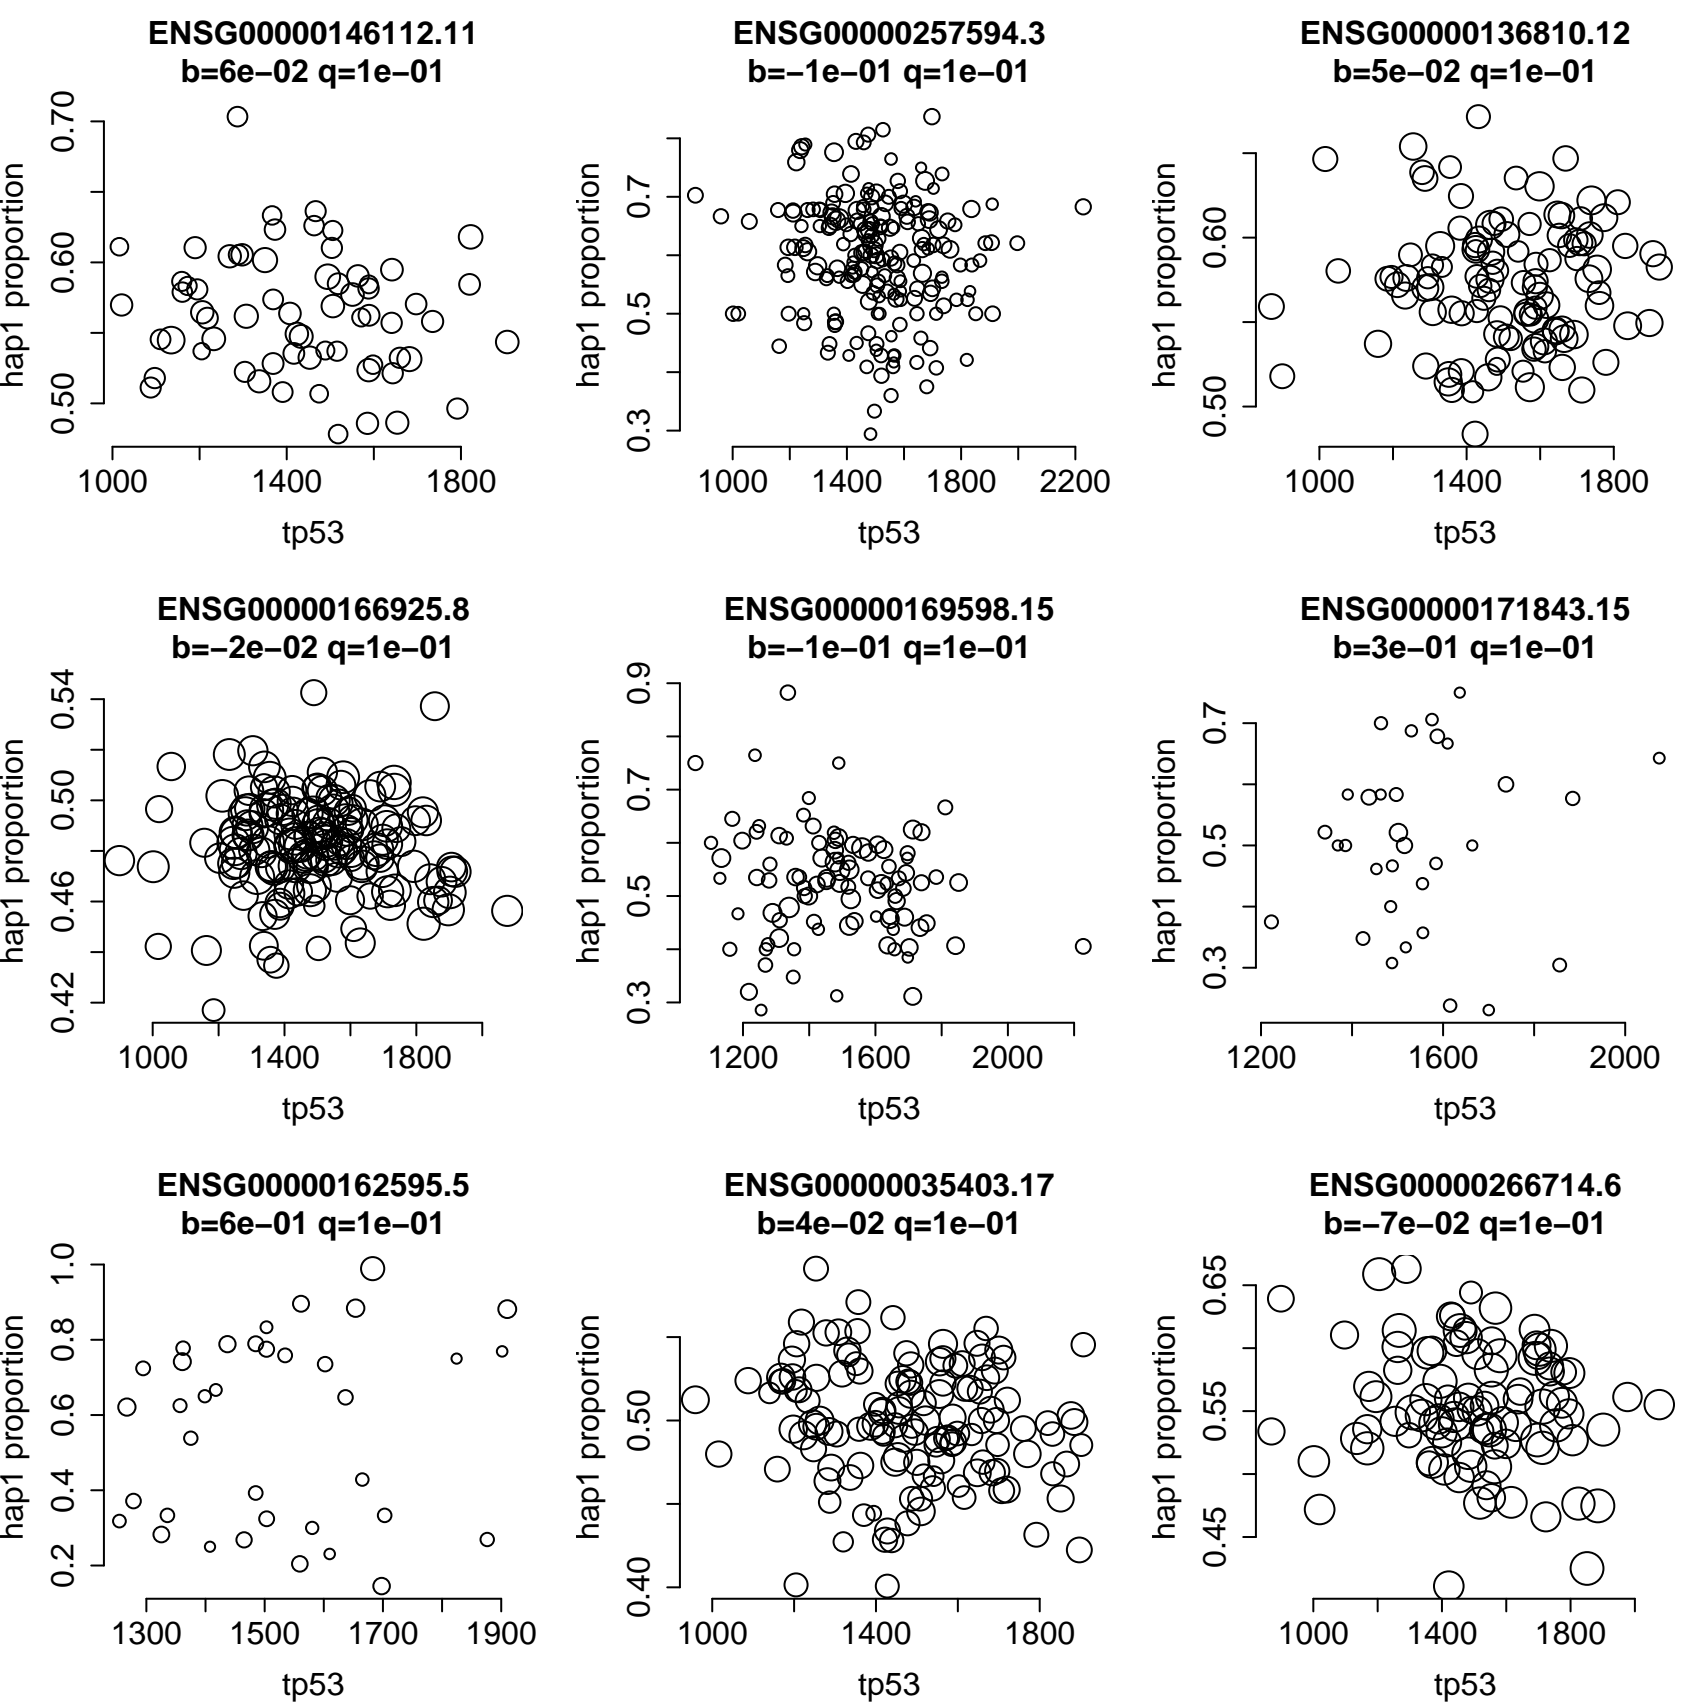 ENSG00000146112.11
b=6e−02 q=1e−01
hap1 proportion
0.50 0.60 0.70
1000 1400 1800
tp53
ENSG00000257594.3
b=−1e−01 q=1e−01
hap1 proportion
0.3 0.5 0.7
1000 1400 1800 2200
tp53
ENSG00000136810.12
b=5e−02 q=1e−01
hap1 proportion
0.50 0.60
1000 1400 1800
tp53
ENSG00000166925.8
b=−2e−02 q=1e−01
hap1 proportion
0.42 0.46 0.50 0.54
1000 1400 1800
tp53
ENSG00000169598.15
b=−1e−01 q=1e−01
hap1 proportion
0.3 0.5 0.7 0.9
1200 1600 2000
tp53
ENSG00000171843.15
b=3e−01 q=1e−01
hap1 proportion
0.3 0.5 0.7
1200 1600 2000
tp53
ENSG00000162595.5
b=6e−01 q=1e−01
hap1 proportion
0.2 0.4 0.6 0.8 1.0
1300 1500 1700 1900
tp53
ENSG00000035403.17
b=4e−02 q=1e−01
hap1 proportion
0.40 0.50
1000 1400 1800
tp53
ENSG00000266714.6
b=−7e−02 q=1e−01
hap1 proportion
0.45 0.55 0.65
1000 1400 1800
tp53